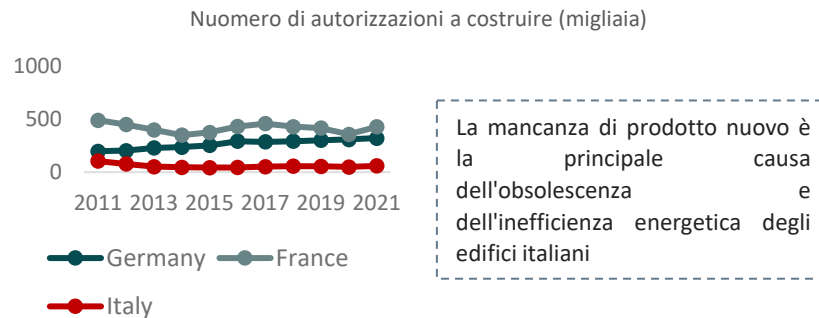 Nuomero di autorizzazioni a costruire (migliaia)
1000
500
0
2011 2013 2015 2017 2019 2021
Germany France
Italy
La mancanza di prodotto nuovo è
la principale causa
dell'obsolescenza e
dell'inefficienza energetica degli
edifici italiani